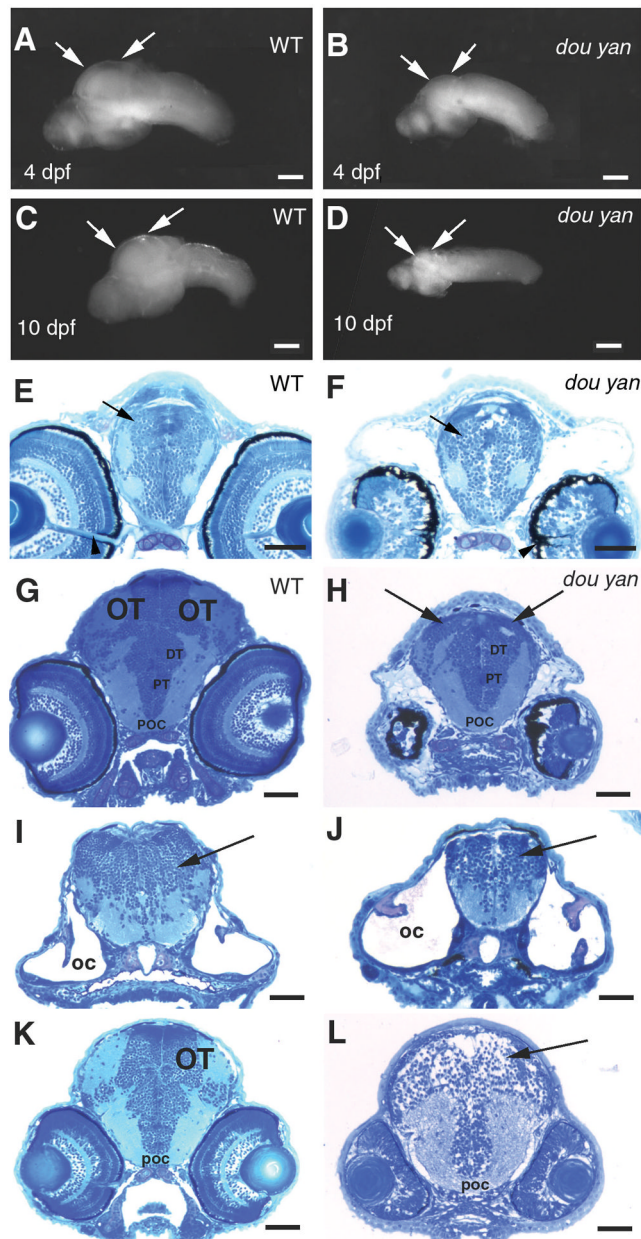 A WT
B dou yan
4 dpf
4 dpf
C WT
D dou yan
10 dpf
10 dpf
E WT
F dou yan
G WT
OT OT
DT
PT
POC
H dou yan
DT
PT
POC
I
oc
J
oc
K
OT
poc
L
poc